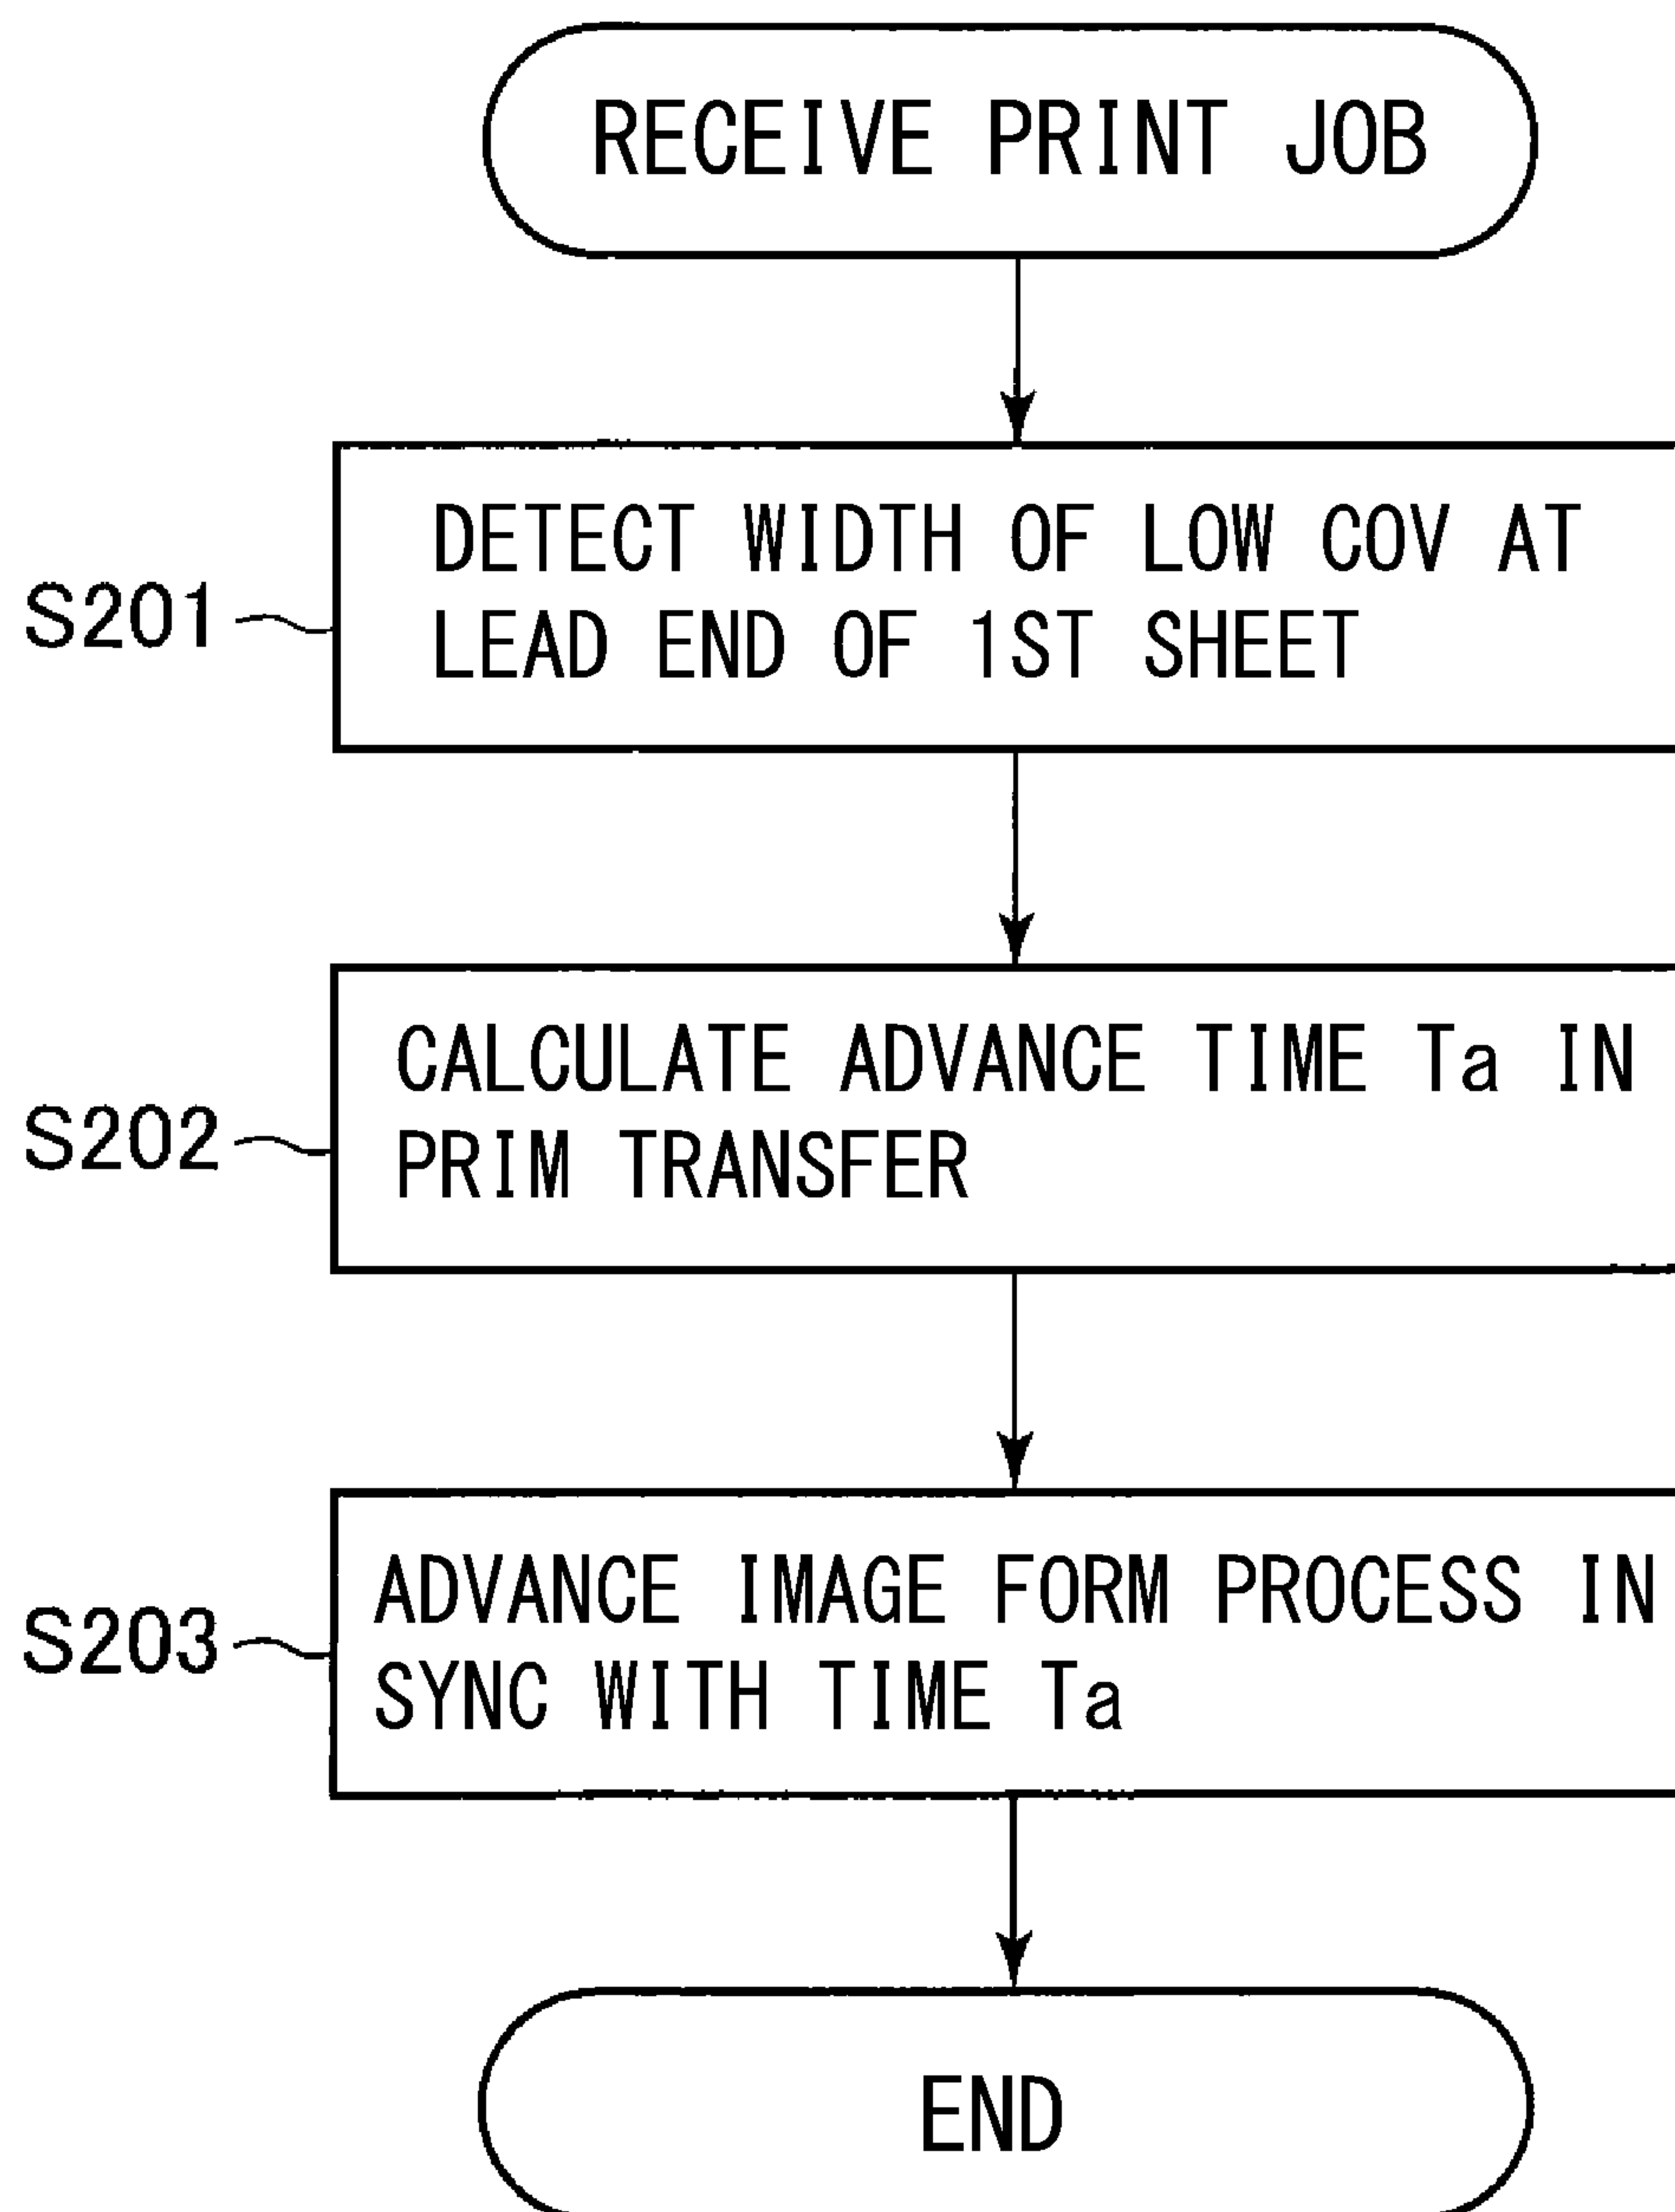 RECEIVE PRINT JOB
DETECT WIDTH OF LOW COV AT
LEAD END OF 1ST SHEET
S201
CALCULATE ADVANCE TIME Ta IN
PRIM TRANSFER
S202
ADVANCE IMAGE FORM PROCESS IN
SYNC WITH TIME Ta
S203
END